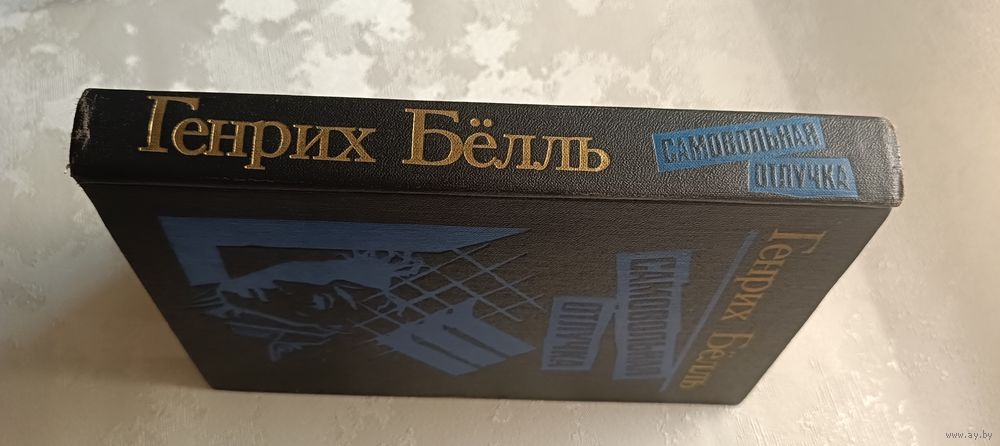 Генрих Бёлль
САМОВОЛЬНАЯ
ОТЛУЧКА
Генрих Бёлль
САМОВОЛЬНАЯ
ОТЛУЧКА
www.ay.by